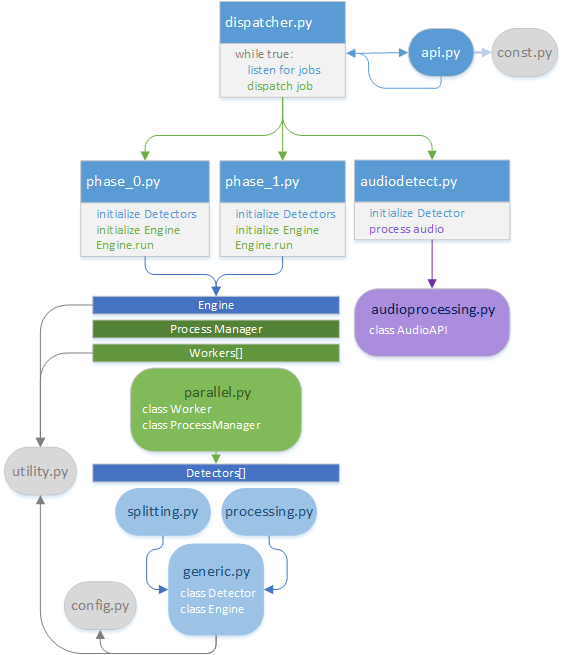 dispatcher.py
while true:
listen for jobs
dispatch job
api.py
const.py
phase_0.py
initialize Detectors
initialize Engine
Engine.run
phase_1.py
initialize Detectors
initialize Engine
Engine.run
audiodetect.py
initialize Detector
process audio
Engine
Process Manager
Workers[]
audioprocessing.py
class AudioAPI
parallel.py
class Worker
class ProcessManager
utility.py
Detectors[]
splitting.py
processing.py
generic.py
class Detector
class Engine
config.py